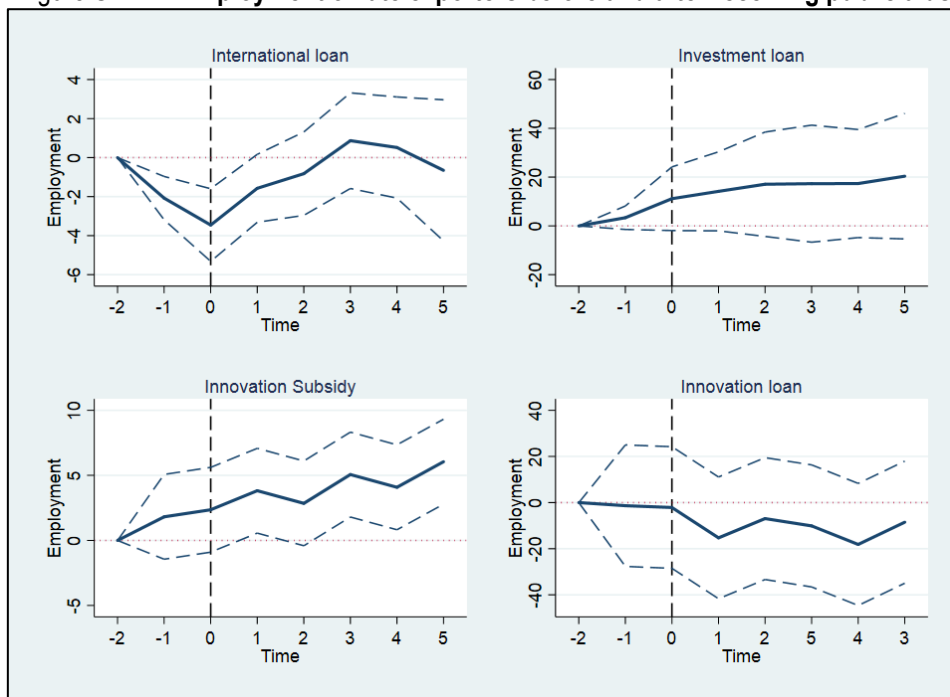 International loan
Employment
4
2
0
-2
-4
-6
-2 -1 0 1 2 3 4 5
Time
Investment loan
Employment
60
40
20
0
-20
-2 -1 0 1 2 3 4 5
Time
Innovation Subsidy
Employment
10
5
0
-5
-2 -1 0 1 2 3 4 5
Time
Innovation loan
Employment
40
20
0
-20
-40
-2 -1 0 1 2 3 4 3
Time